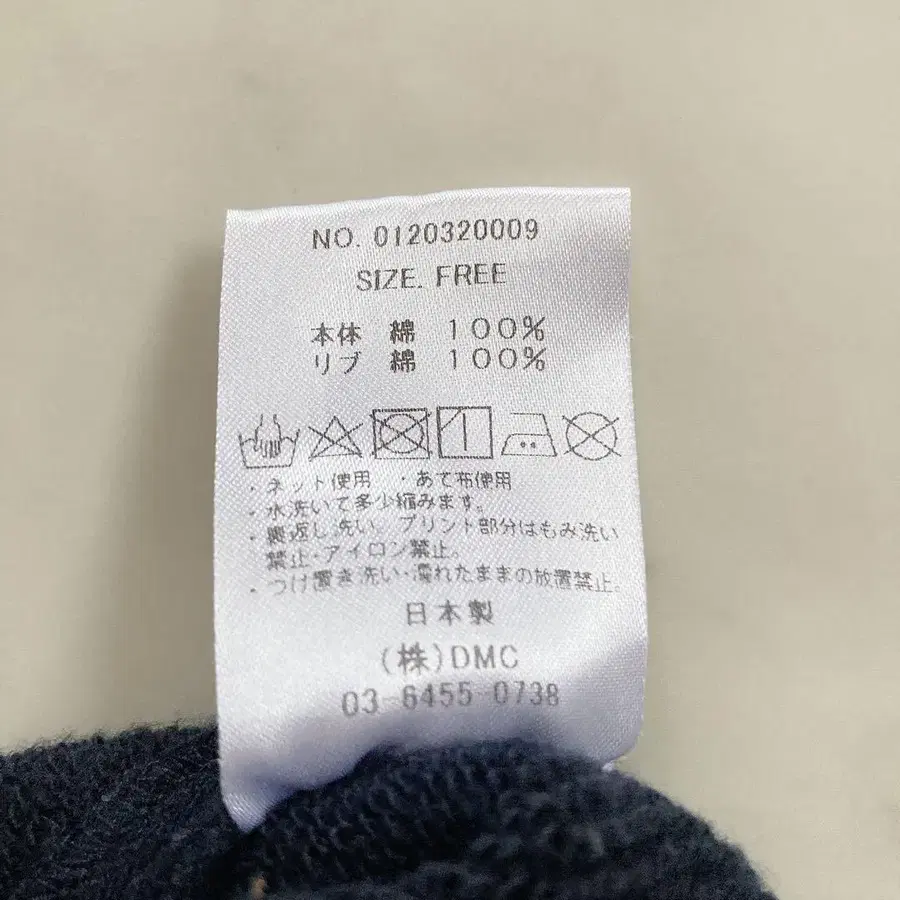 NO. 0120320009
SIZE. FREE
本体 綿 100%
リブ 綿 100%
・ネット使用 ・あて布使用
・水洗いで多少縮みます。
・裏返し洗い。プリント部分はもみ洗い
禁止・アイロン禁止。
・つけ置き洗い・濡れたままの放置禁止。
日本製
(株)DMC
03-6455-0738